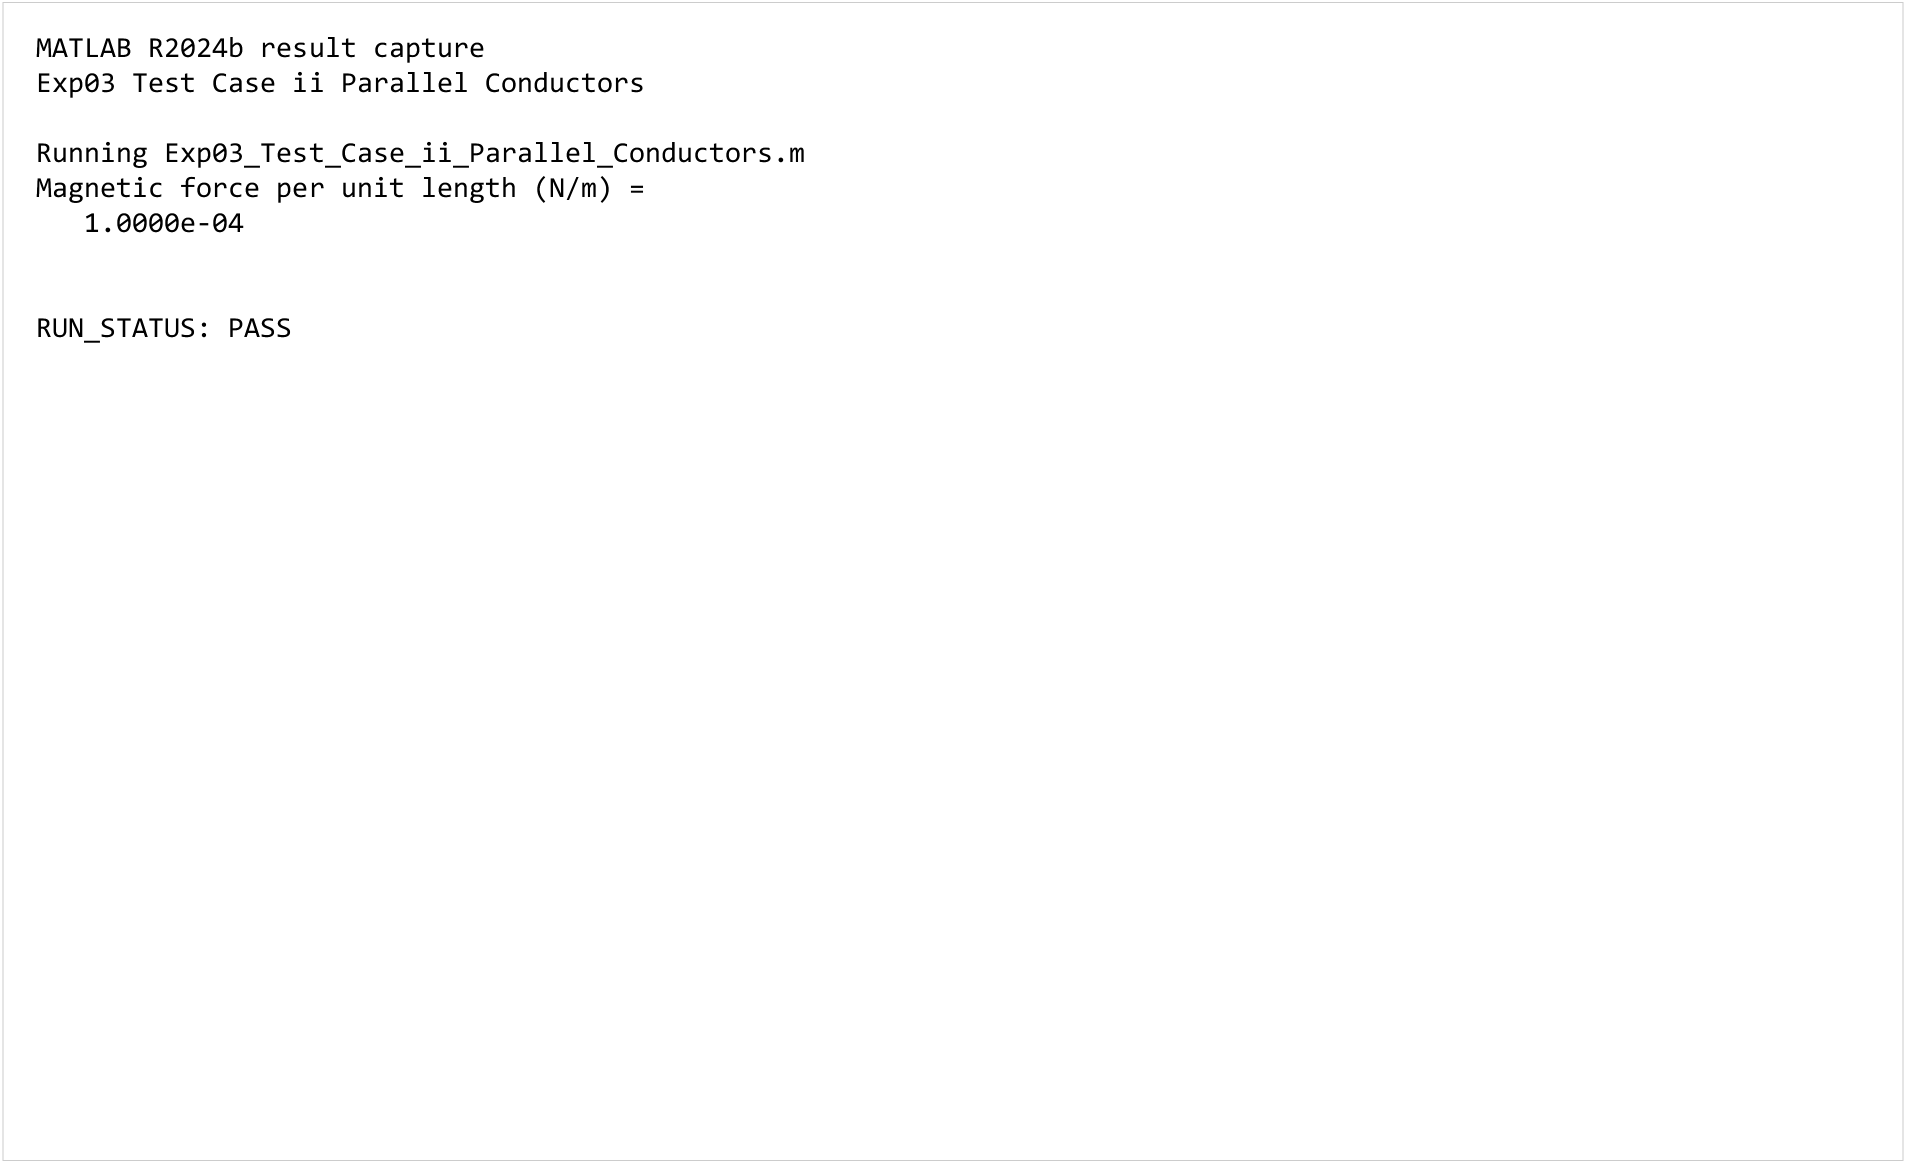 MATLAB R2024b result capture
Exp03 Test Case ii Parallel Conductors
Running Exp03_Test_Case_ii_Parallel_Conductors.m
Magnetic force per unit length (N/m) =
1.0000e-04
RUN_STATUS: PASS